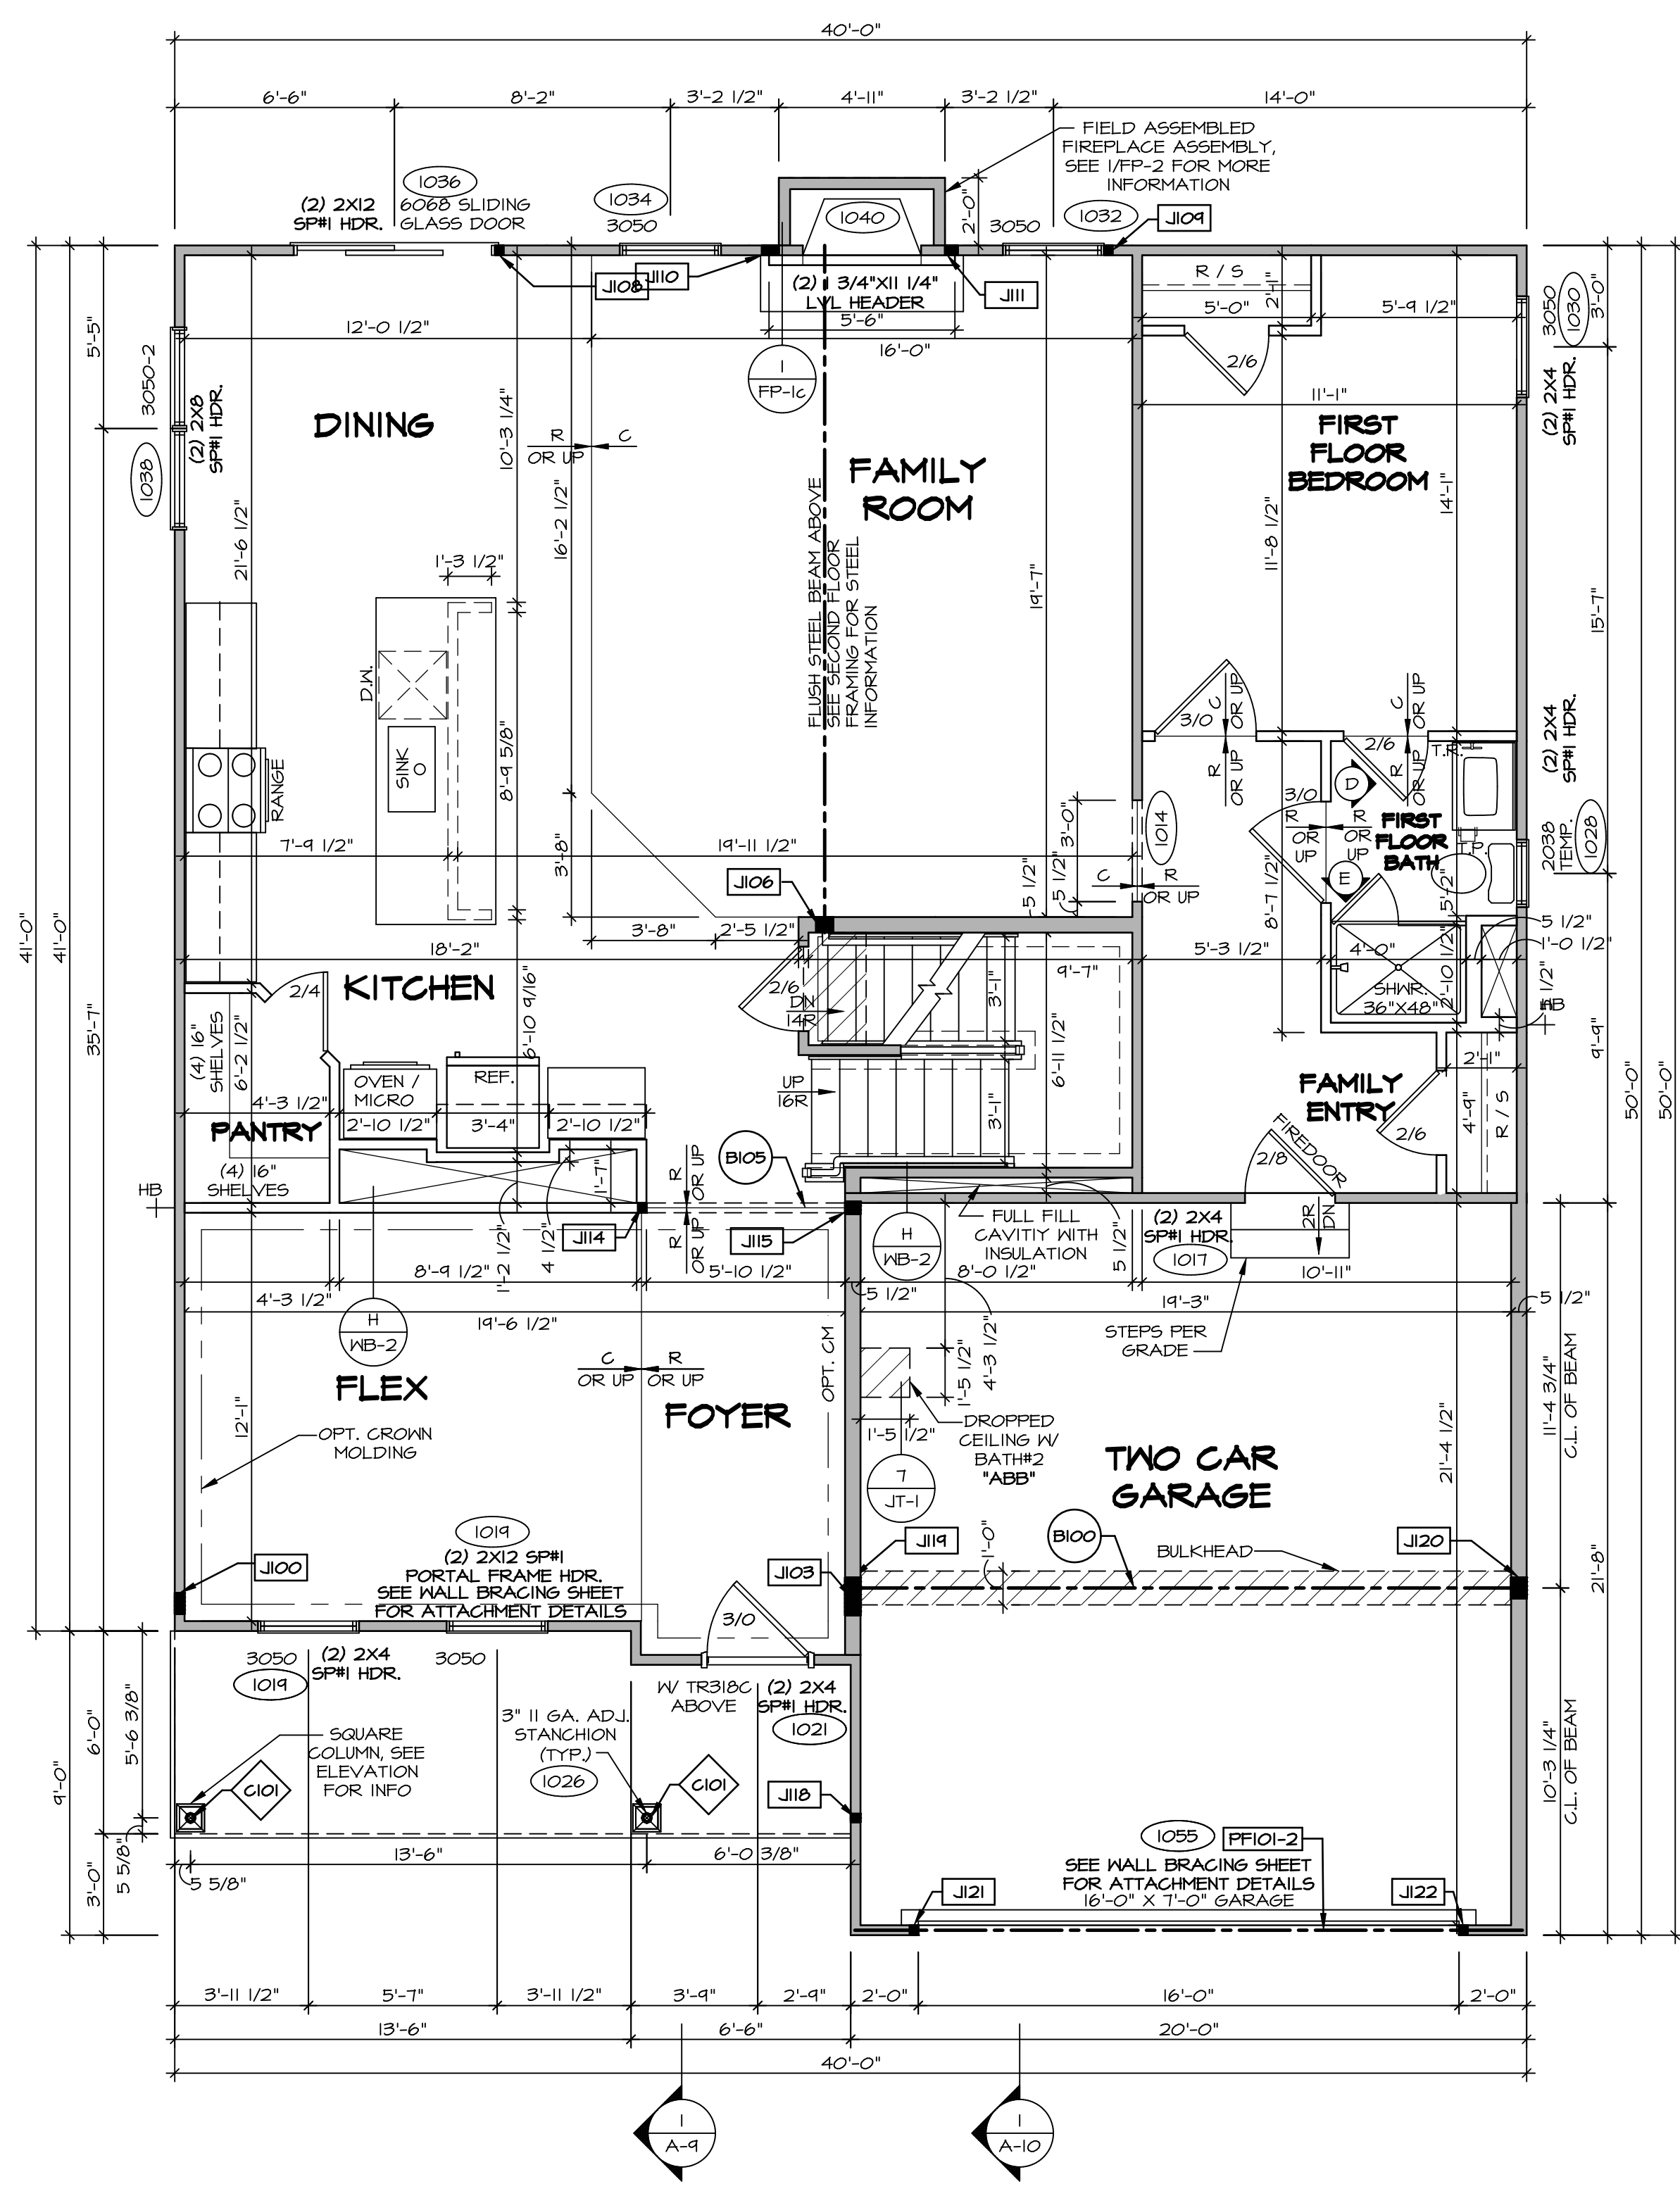 40'-0"
6'-6"
8'-2"
3'-2 1/2"
4'-11"
3'-2 1/2"
14'-0"
FIELD ASSEMBLED
FIREPLACE ASSEMBLY,
SEE 1/FP-2 FOR MORE
INFORMATION
1036
(2) 2X12
SP#1 HDR.
6068 SLIDING
GLASS DOOR
1034
3050
1040
2'-0"
3050
1032
J109
J108
J110
(2) 1 3/4"X11 1/4"
LVL HEADER
5'-6"
J111
R / S
2'-1"
5'-0"
5'-9 1/2"
3050
1030
3'-0"
(2) 2X4
SP#1 HDR.
5'-5"
3050-2
1038
(2) 2X8
SP#1 HDR.
12'-0 1/2"
16'-0"
1
FP-1c
2/6
11'-1"
DINING
10'-3 1/4"
R
OR UP
C
FAMILY
ROOM
FIRST
FLOOR
BEDROOM
21'-6 1/2"
16'-2 1/2"
FLUSH STEEL BEAM ABOVE
SEE SECOND FLOOR
FRAMING FOR STEEL
INFORMATION
19'-7"
11'-8 1/2"
14'-1"
15'-7"
1'-3 1/2"
D.W.
SINK
RANGE
8'-9 5/8"
3/0
C
OR UP
R
OR UP
2/6
C
OR UP
R
OR UP
T.R.
(2) 2X4
SP#1 HDR.
2038
TEMP.
1028
D
3/0
R
OR
UP
R
OR
UP
FIRST
FLOOR
BATH
T.P.
E
1014
3'-0"
5 1/2"
5 1/2"
C
R
OR UP
7'-9 1/2"
19'-11 1/2"
3'-8"
J106
8'-7 1/2"
5'-2"
5 1/2"
1'-0 1/2"
41'-0"
41'-0"
35'-7"
3'-8"
2'-5 1/2"
18'-2"
9'-7"
5'-3 1/2"
4'-0"
2'-10 1/2"
SHWR.
36"X48"
5 1/2"
HB
KITCHEN
2/4
6'-10 9/16"
2/6
DN
14R
3'-1"
6'-11 1/2"
(4) 16"
SHELVES
6'-2 1/2"
OVEN /
MICRO
REF.
UP
16R
3'-1"
FAMILY
ENTRY
2'-1"
4'-9"
R / S
2/6
9'-9"
50'-0"
50'-0"
4'-3 1/2"
PANTRY
2'-10 1/2"
3'-4"
2'-10 1/2"
FIREDOOR
2/8
(4) 16"
SHELVES
HB
1'-7"
R
OR UP
R
OR UP
B105
J114
J115
1'-2 1/2"
4 1/2"
H
WB-2
FULL FILL
CAVITIY WITH
INSULATION
5 1/2"
(2) 2X4
SP#1 HDR.
1017
2R
DN
8'-9 1/2"
5'-10 1/2"
8'-0 1/2"
10'-11"
4'-3 1/2"
5 1/2"
19'-3"
5 1/2"
19'-6 1/2"
H
WB-2
STEPS PER
GRADE
C
OR UP
R
OR UP
OPT. CM
1'-5 1/2"
4'-3 1/2"
11'-4 3/4"
C.L. OF BEAM
FLEX
FOYER
12'-1"
OPT. CROWN
MOLDING
1'-5 1/2"
DROPPED
CEILING W/
BATH#2
"ABB"
7
JT-1
TWO CAR
GARAGE
21'-4 1/2"
1019
(2) 2X12 SP#1
PORTAL FRAME HDR.
SEE WALL BRACING SHEET
FOR ATTACHMENT DETAILS
J100
J103
J119
1'-0"
B100
BULKHEAD
J120
21'-8"
3/0
3050
(2) 2X4
SP#1 HDR.
3050
1019
W/ TR318C
ABOVE
(2) 2X4
SP#1 HDR.
1021
3" 11 GA. ADJ.
STANCHION
(TYP.)
1026
SQUARE
COLUMN, SEE
ELEVATION
FOR INFO
C101
C101
J118
9'-0"
6'-0"
5'-6 3/8"
10'-3 1/4"
C.L. OF BEAM
3'-0"
5 5/8"
5 5/8"
13'-6"
6'-0 3/8"
1055
PF101-2
SEE WALL BRACING SHEET
FOR ATTACHMENT DETAILS
16'-0" X 7'-0" GARAGE
J121
J122
3'-11 1/2"
5'-7"
3'-11 1/2"
3'-9"
2'-9"
2'-0"
16'-0"
2'-0"
13'-6"
6'-6"
20'-0"
40'-0"
1
A-9
1
A-10